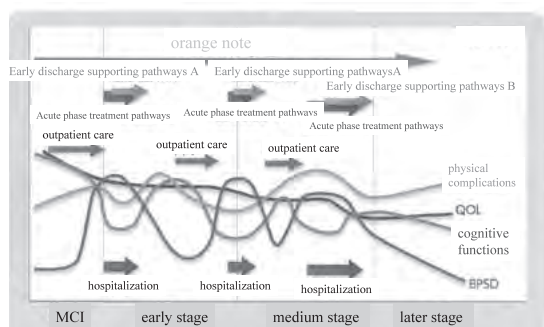 orange note
Early discharge supporting pathways A
Early discharge supporting pathwaysA
Early discharge supporting pathways B
Acute phase treatment pathways
Acute phase treatment pathways
Acute phase treatment pathways
outpatient care
outpatient care
outpatient care
physical
complications
QOL
cognitive
functions
BPSD
hospitalization
hospitalization
hospitalization
MCI
early stage
medium stage
later stage